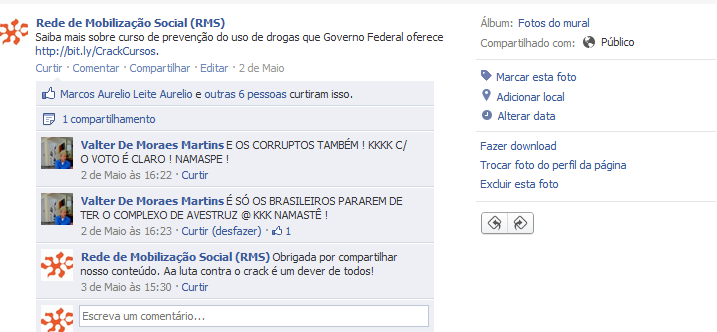 Rede de Mobilização Social (RMS)
Saiba mais sobre curso de prevenção do uso de drogas que Governo Federal oferece
http://bit.ly/CrackCursos.
Curtir · Comentar · Compartilhar · Editar · 2 de Maio
Marcos Aurelio Leite Aurelio e outras 6 pessoas curtiram isso.
1 compartilhamento
Valter De Moraes Martins E OS CORRUPTOS TAMBÉM ! KKKK C/
O VOTO É CLARO ! NAMASPE !
2 de Maio às 16:22 · Curtir
Valter De Moraes Martins É SÓ OS BRASILEIROS PARAREM DE
TER O COMPLEXO DE AVESTRUZ @ KKK NAMASTÊ !
2 de Maio às 16:23 · Curtir (desfazer) · 1
Rede de Mobilização Social (RMS) Obrigada por compartilhar
nosso conteúdo. Aa luta contra o crack é um dever de todos!
3 de Maio às 15:30 · Curtir
Escreva um comentário...
Álbum: Fotos do mural
Compartilhado com: Público
Marcar esta foto
Adicionar local
Alterar data
Fazer download
Trocar foto do perfil da página
Excluir esta foto